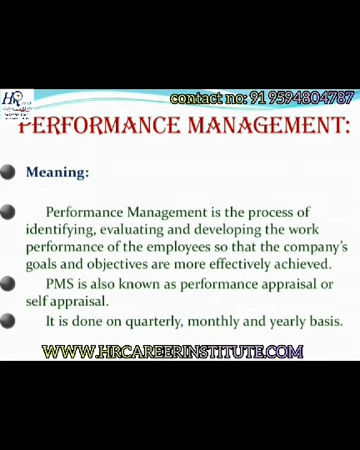 HR
contact no: 91 9594804787
PERFORMANCE MANAGEMENT:
Meaning:
Performance Management is the process of
identifying, evaluating and developing the work
performance of the employees so that the company's
goals and objectives are more effectively achieved.
PMS is also known as performance appraisal or
self appraisal.
It is done on quarterly, monthly and yearly basis.
WWW.HRCAREERINSTITUTE.COM